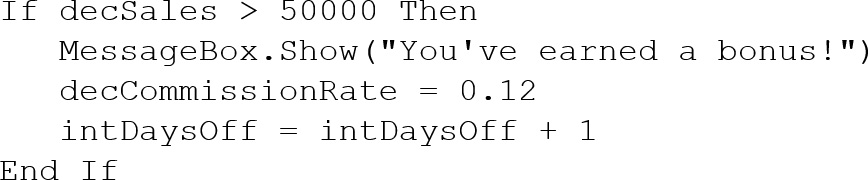 If decSales > 50000 Then
   MessageBox.Show("You've earned a bonus!")
   decCommissionRate = 0.12
   intDaysOff = intDaysOff + 1
End If